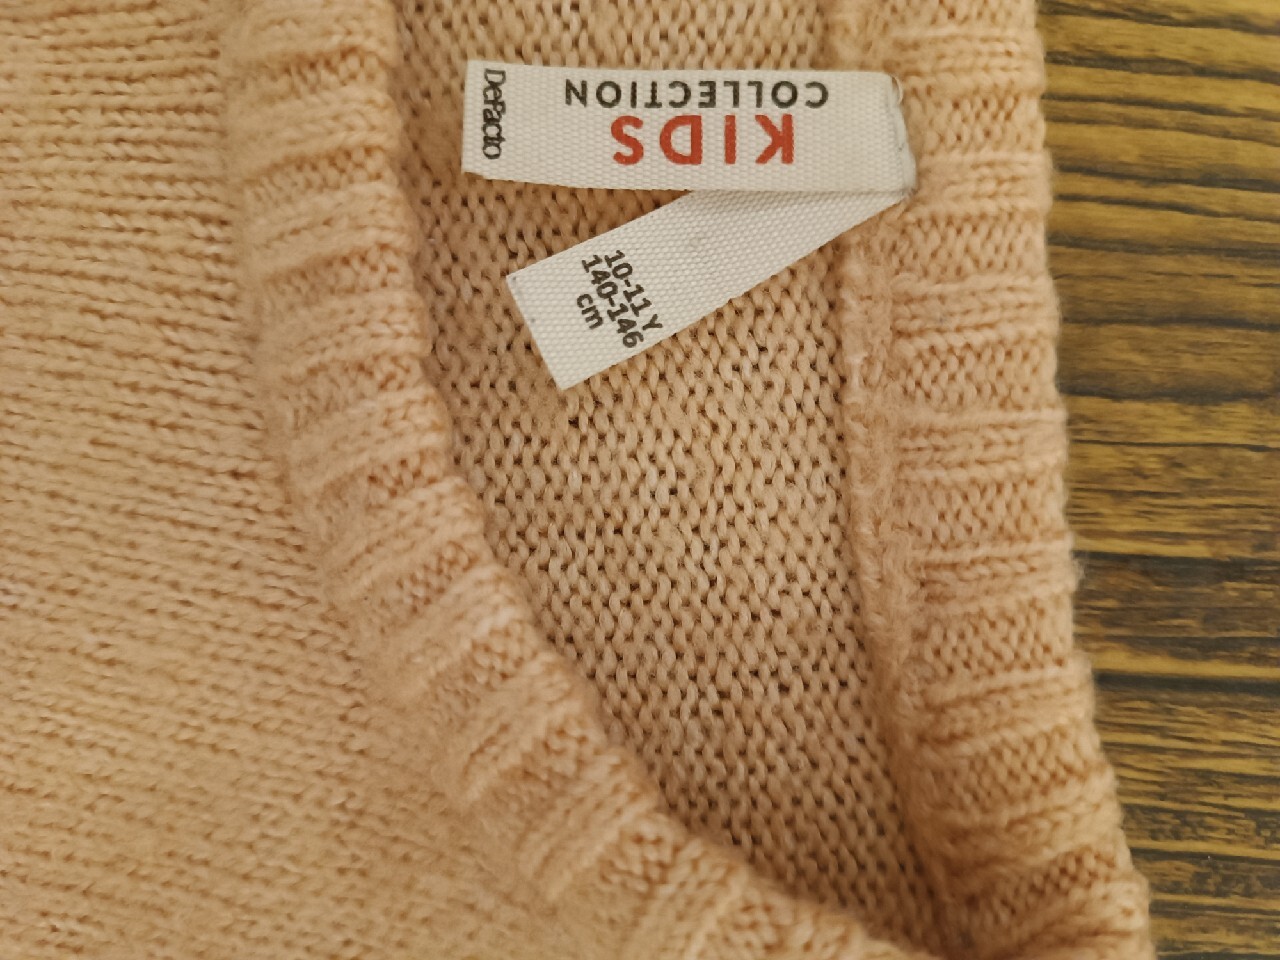 DeFacto
KIDS
COLLECTION
10-11 Y
140-146
cm